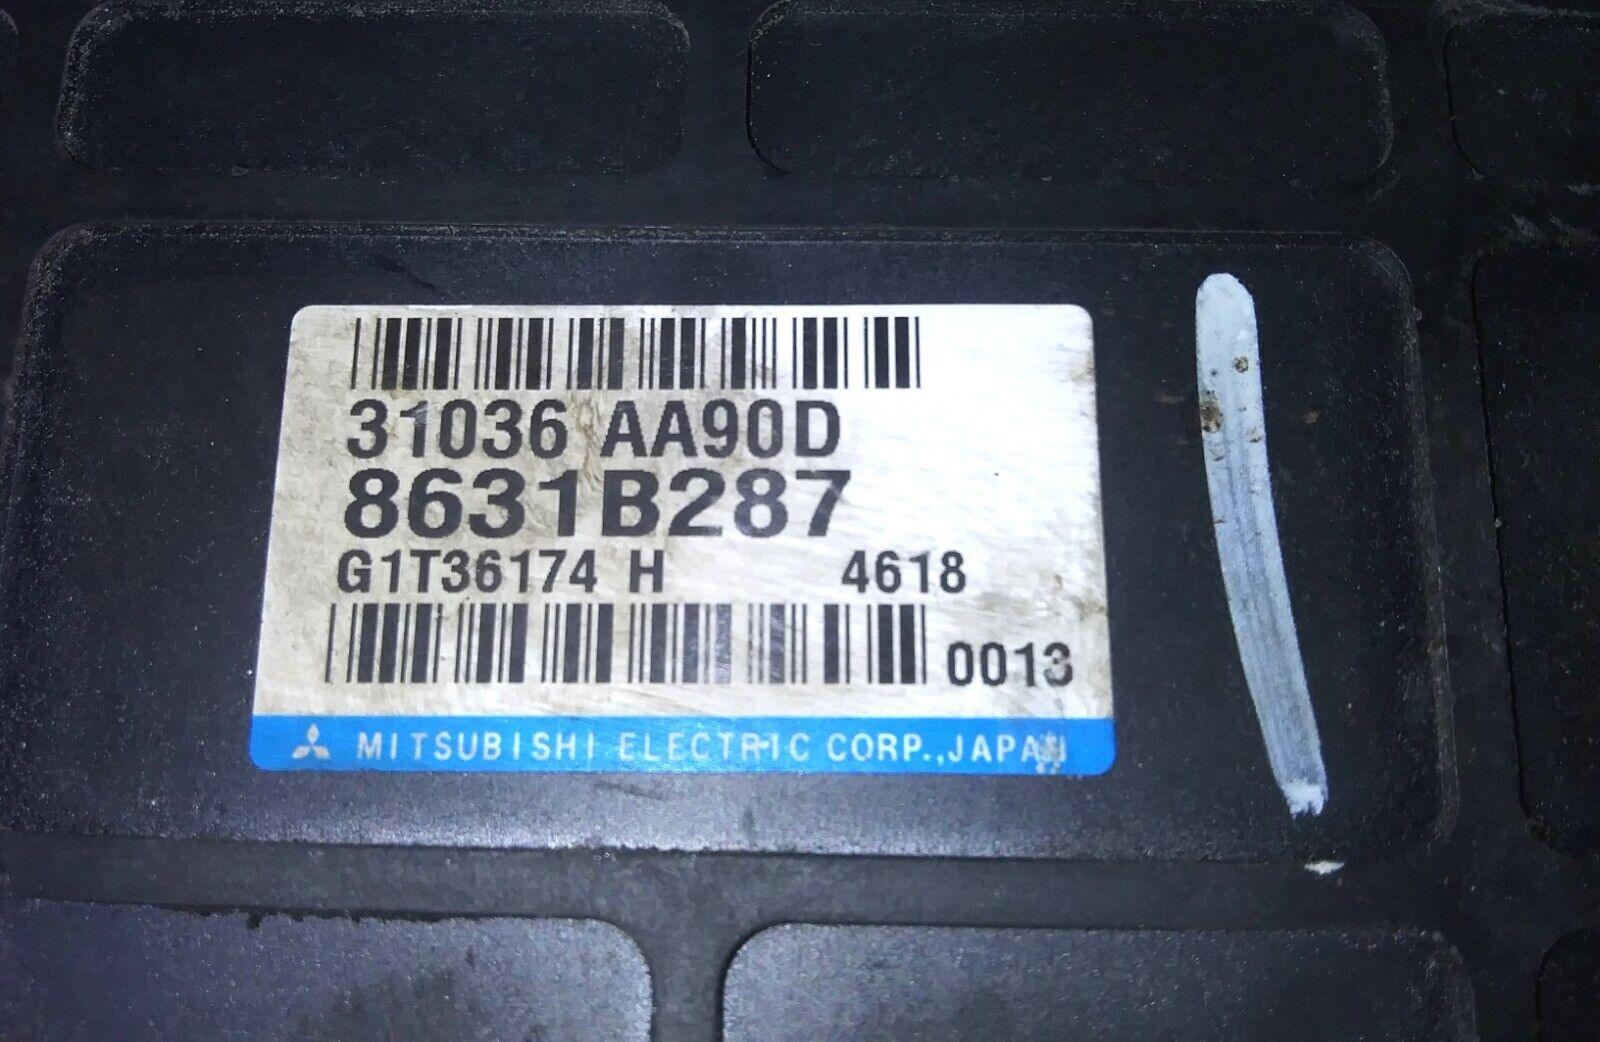 31036 AA90D
8631B287
G1T36174 H 4618
0013
MITSUBISHI ELECTRIC CORP.,JAPAN